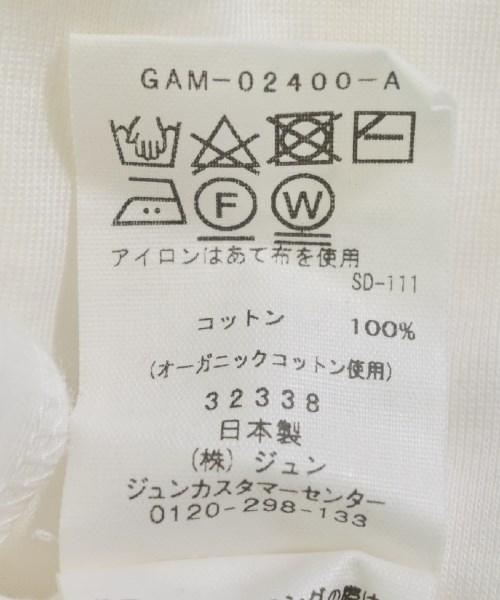 GAM-02400-A
F W
アイロンはあて布を使用
SD-111
コットン 100%
(オーガニックコットン使用)
32338
日本製
(株) ジュン
ジュンカスタマーセンター
0120-298-133